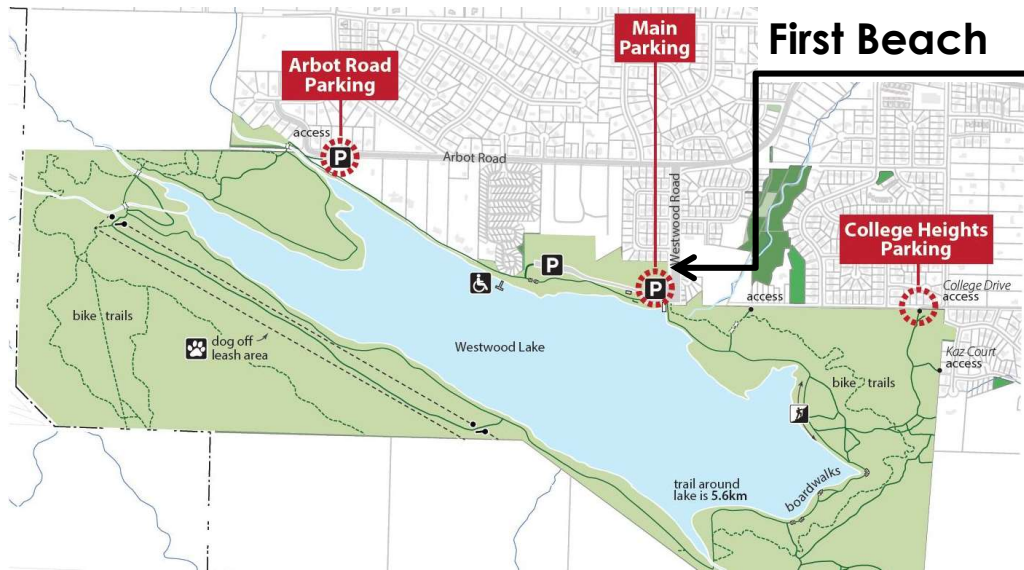 First Beach
Main
Parking
Arbot Road
Parking
access
P
Arbot Road
Westwood Road
College Heights
Parking
College Drive
access
P
P
access
bike trails
dog off
leash area
Westwood Lake
Kaz Court
access
bike trails
trail around
lake is 5.6km
boardwalks